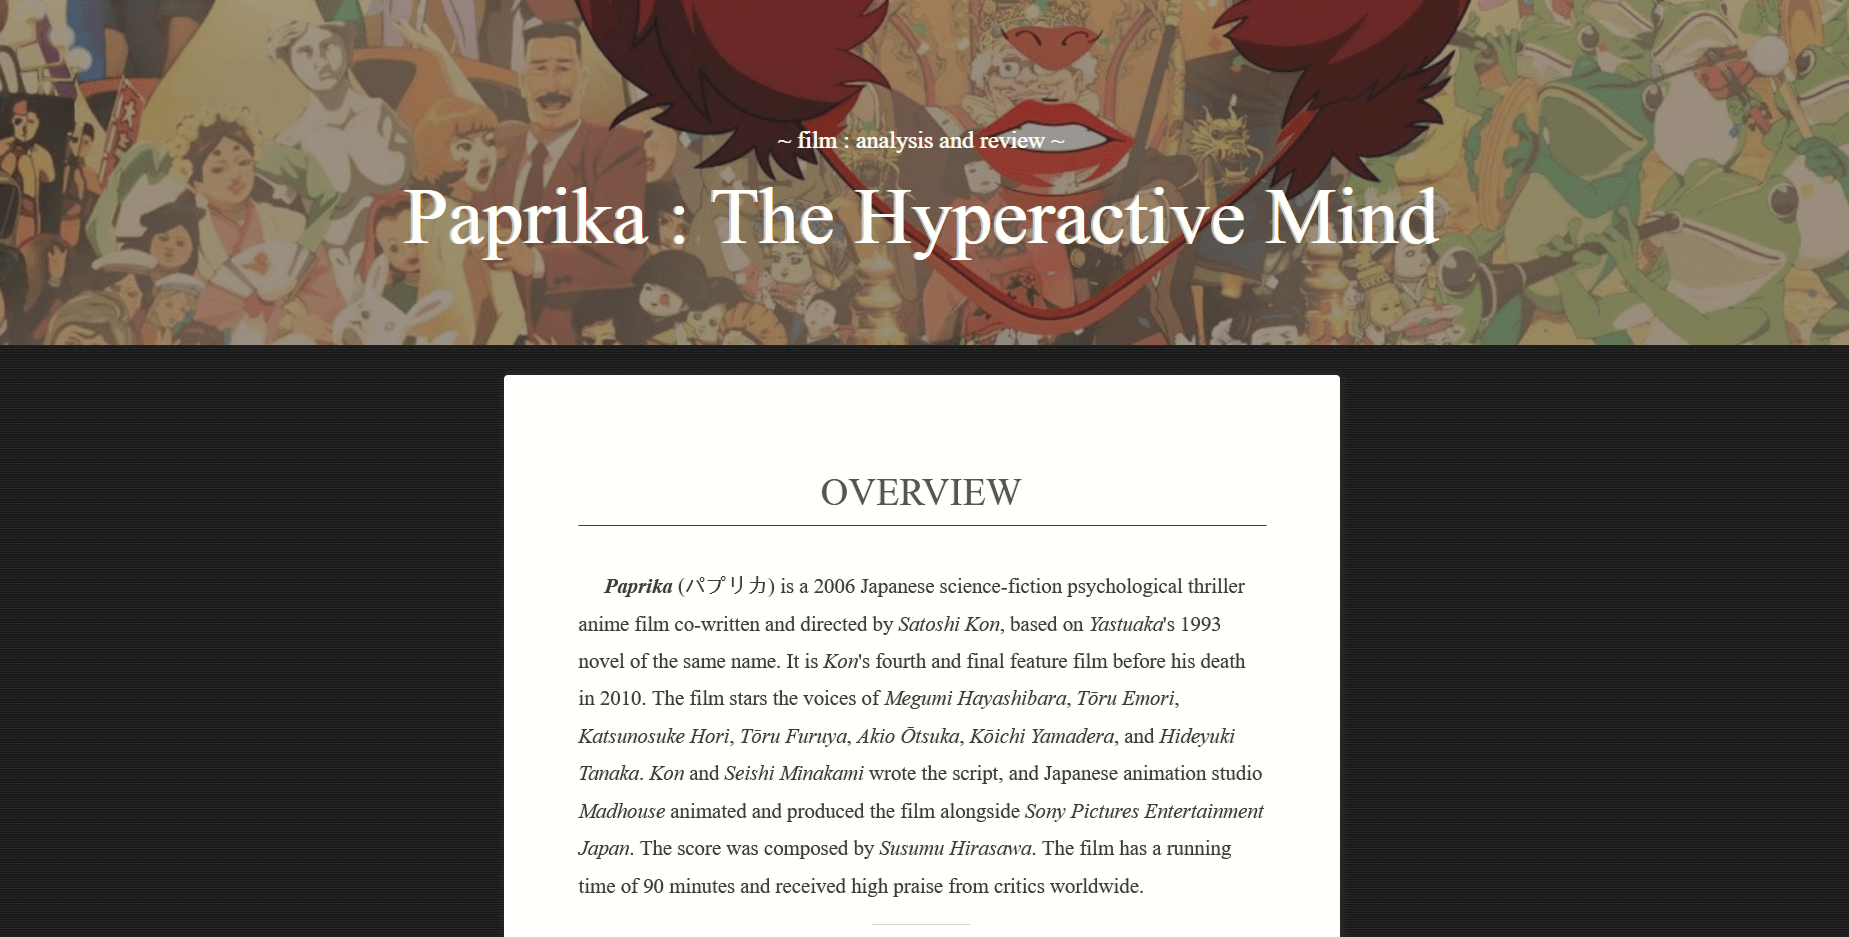 ~ film : analysis and review ~
Paprika : The Hyperactive Mind
OVERVIEW
Paprika (パプリカ) is a 2006 Japanese science-fiction psychological thriller
anime film co-written and directed by Satoshi Kon, based on Yastuaka's 1993
novel of the same name. It is Kon's fourth and final feature film before his death
in 2010. The film stars the voices of Megumi Hayashibara, Tōru Emori,
Katsunosuke Hori, Tōru Furuya, Akio Ōtsuka, Kōichi Yamadera, and Hideyuki
Tanaka. Kon and Seishi Minakami wrote the script, and Japanese animation studio
Madhouse animated and produced the film alongside Sony Pictures Entertainment
Japan. The score was composed by Susumu Hirasawa. The film has a running
time of 90 minutes and received high praise from critics worldwide.